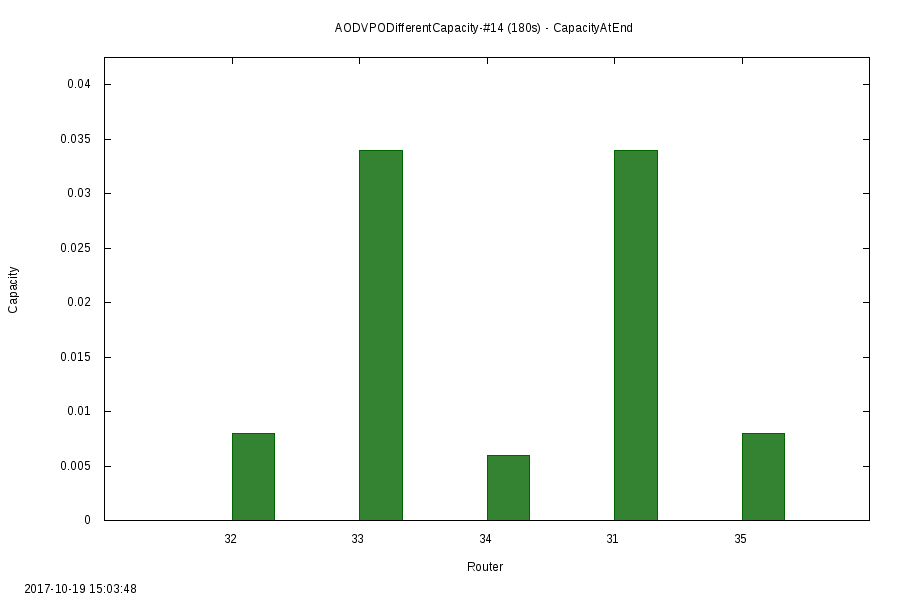 AODVPODifferentCapacity-#14 (180s) - CapacityAtEnd
0.04
0.035
0.03
0.025
0.02
0.015
0.01
0.005
0
Capacity
32 33 34 31 35
Router
2017-10-19 15:03:48